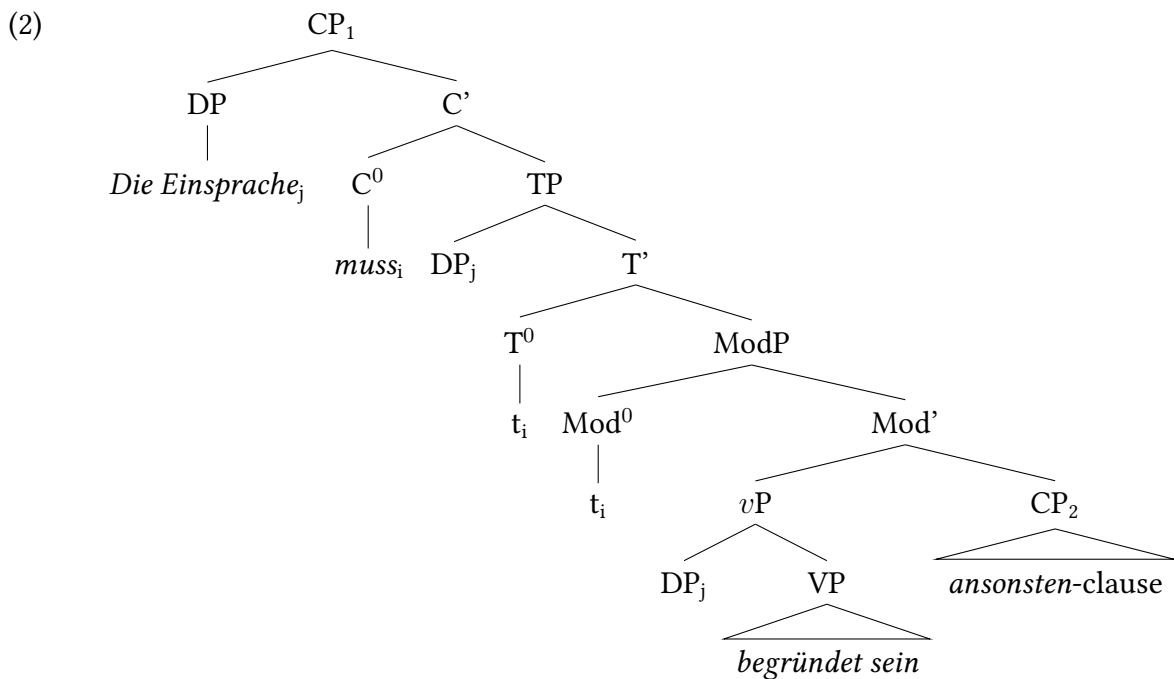 (2) CP₁
DP C’
Die Einspracheⱼ C⁰ TP
mussᵢ DPⱼ T’
T⁰ ModP
tᵢ Mod⁰ Mod’
tᵢ vP CP₂
DPⱼ VP ansonsten-clause
begründet sein